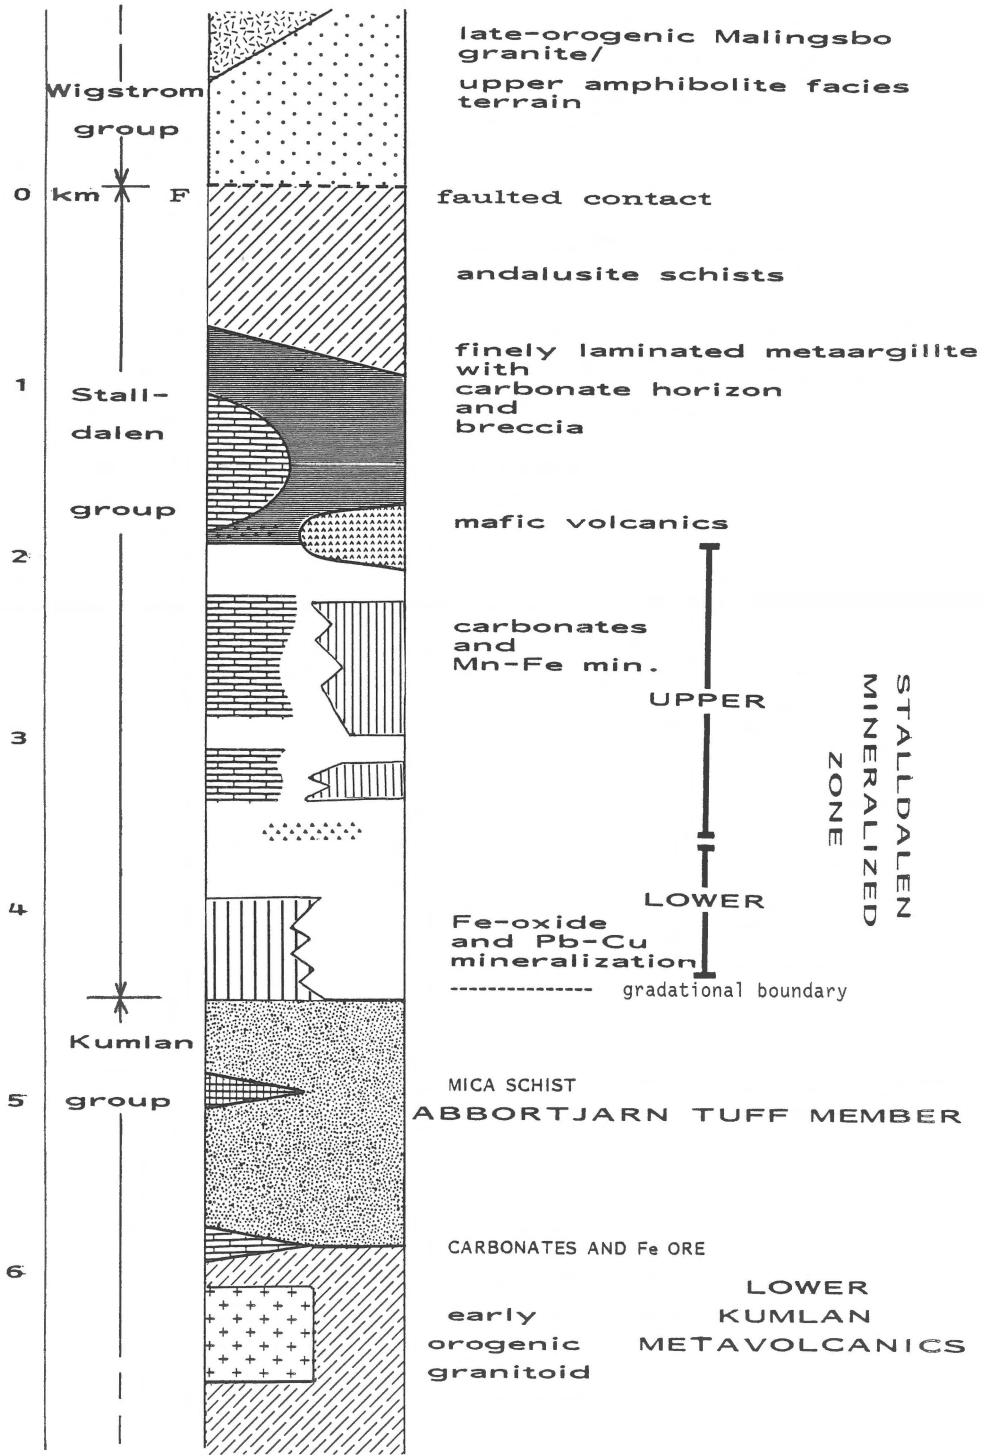 late-orogenic Malingsbo
granite/
upper amphibolite facies
terrain
Wigstrom
group
0 km F
faulted contact
andalusite schists
finely laminated metaargilite
with
carbonate horizon
and
breccia
1
Stall-
dalen
group
mafic volcanics
2
carbonates
and
Mn-Fe min.
UPPER
3
STÅLLDALEN
MINERALIZED
ZONE
LOWER
4
Fe-oxide
and Pb-Cu
mineralization
gradational boundary
Kumlan
group
5
MICA SCHIST
ABBORTJARN TUFF MEMBER
CARBONATES AND Fe ORE
6
early
orogenic
granitoid
LOWER
KUMLAN
METAVOLCANICS